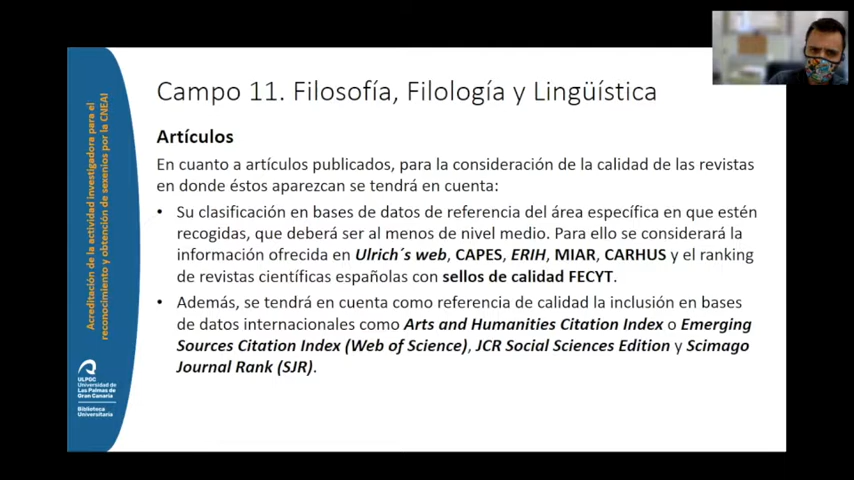 Campo 11. Filosofía, Filología y Lingüística
Artículos
En cuanto a artículos publicados, para la consideración de la calidad de las revistas
en donde éstos aparezcan se tendrá en cuenta:
• Su clasificación en bases de datos de referencia del área específica en que estén
recogidas, que deberá ser al menos de nivel medio. Para ello se considerará la
información ofrecida en Ulrich´s web, CAPES, ERIH, MIAR, CARHUS y el ranking
de revistas científicas españolas con sellos de calidad FECYT.
• Además, se tendrá en cuenta como referencia de calidad la inclusión en bases
de datos internacionales como Arts and Humanities Citation Index o Emerging
Sources Citation Index (Web of Science), JCR Social Sciences Edition y Scimago
Journal Rank (SJR).
Acreditación de la actividad investigadora para el
reconocimiento y obtención de sexenios por la CNEAI
ULPGC
Universidad de
Las Palmas de
Gran Canaria
Biblioteca
Universitaria